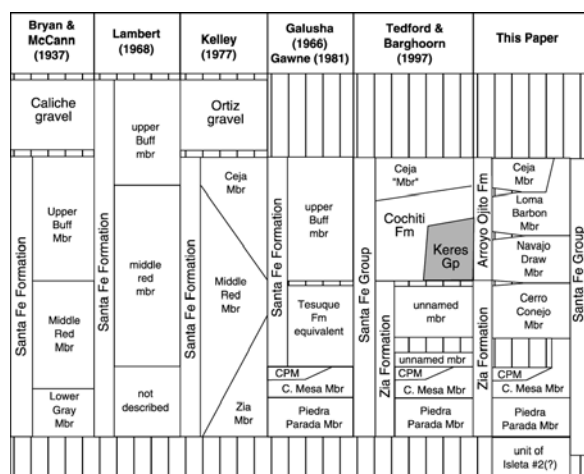 Bryan &
McCann
(1937)
Lambert
(1968)
Kelley
(1977)
Galusha
(1966)
Gawne (1981)
Tedford &
Barghoorn
(1997)
This Paper
Caliche
gravel
Santa Fe Formation
Upper
Buff
Mbr
Middle
Red
Mbr
Lower
Gray
Mbr
Santa Fe Formation
upper
Buff
mbr
middle
red
mbr
not
described
Ortiz
gravel
Santa Fe Formation
Ceja
Mbr
Middle
Red
Mbr
Zia
Mbr
Santa Fe Formation
upper
Buff
mbr
Tesuque
Fm
equivalent
CPM
C. Mesa Mbr
Piedra
Parada Mbr
Santa Fe Group
Ceja
"Mbr"
Cochiti
Fm
Keres
Gp
Zia Formation
unnamed
mbr
unnamed mbr
CPM
C. Mesa Mbr
Piedra
Parada Mbr
Arroyo Ojito Fm
Ceja
Mbr
Loma
Barbon
Mbr
Navajo
Draw
Mbr
Zia Formation
Cerro
Conejo
Mbr
CPM
C. Mesa Mbr
Piedra
Parada Mbr
unit of
Isleta #2(?)
Santa Fe Group